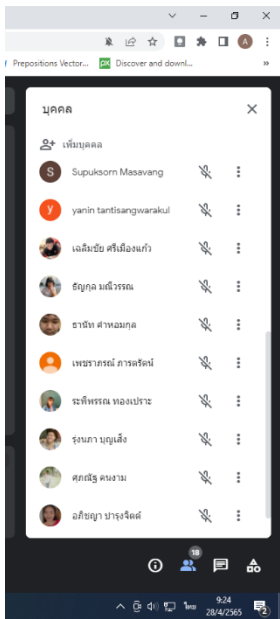 Prepositions Vector...
Discover and downl...
»
A
บุคคล
เพิ่มบุคคล
S
Supuksorn Masavang
y
yanin tantisangwarakul
เฉลิมชัย ศรีเมืองแก้ว
ธัญกุล มณีวรรณ
ธานัท ศาหอมกุล
เพชราภรณ์ ภารตรัตน์
ระพีพรรณ ทองเปราะ
รุ่งนภา บุญเส็ง
ศุภณัฐ คนงาม
อภิชญา ปารุงจิตต์
18
ไทย
9:24
28/4/2565
2